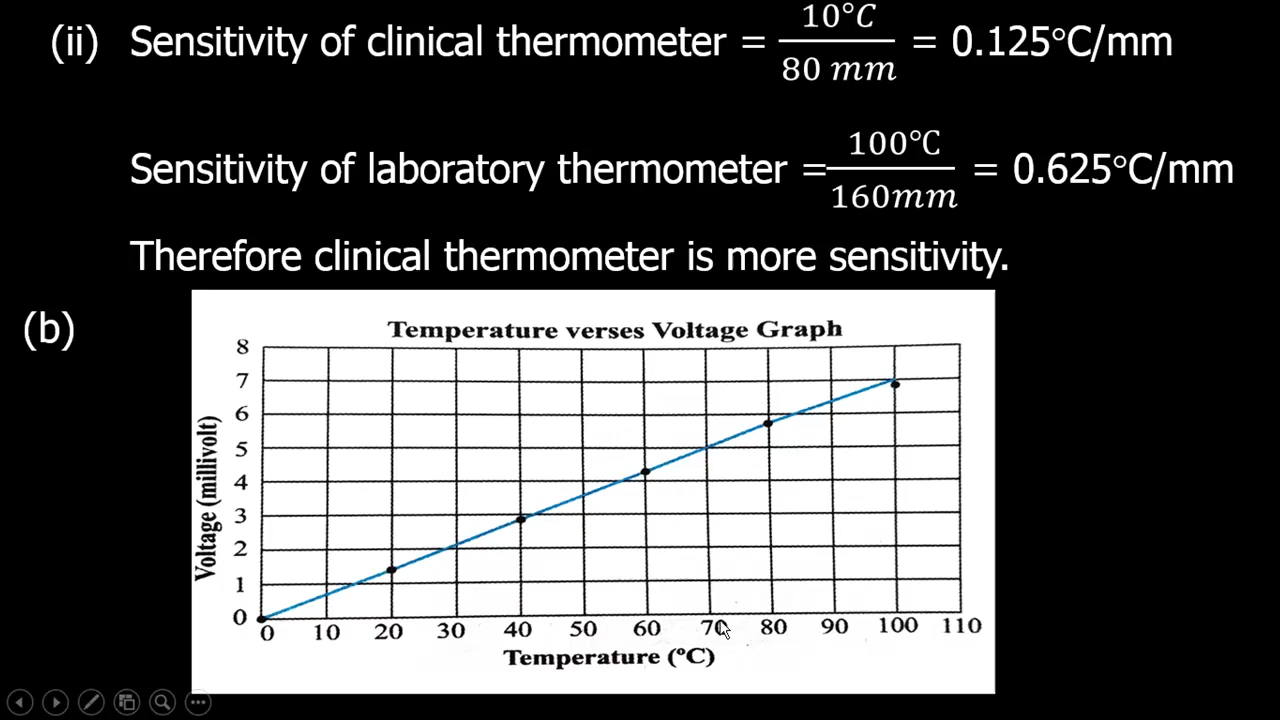 (ii) Sensitivity of clinical thermometer = 10°C / 80 mm = 0.125°C/mm
Sensitivity of laboratory thermometer = 100°C / 160mm = 0.625°C/mm
Therefore clinical thermometer is more sensitivity.
(b)
Temperature verses Voltage Graph
8
7
6
5
4
3
2
1
0
Voltage (millivolt)
0 10 20 30 40 50 60 70 80 90 100 110
Temperature (°C)